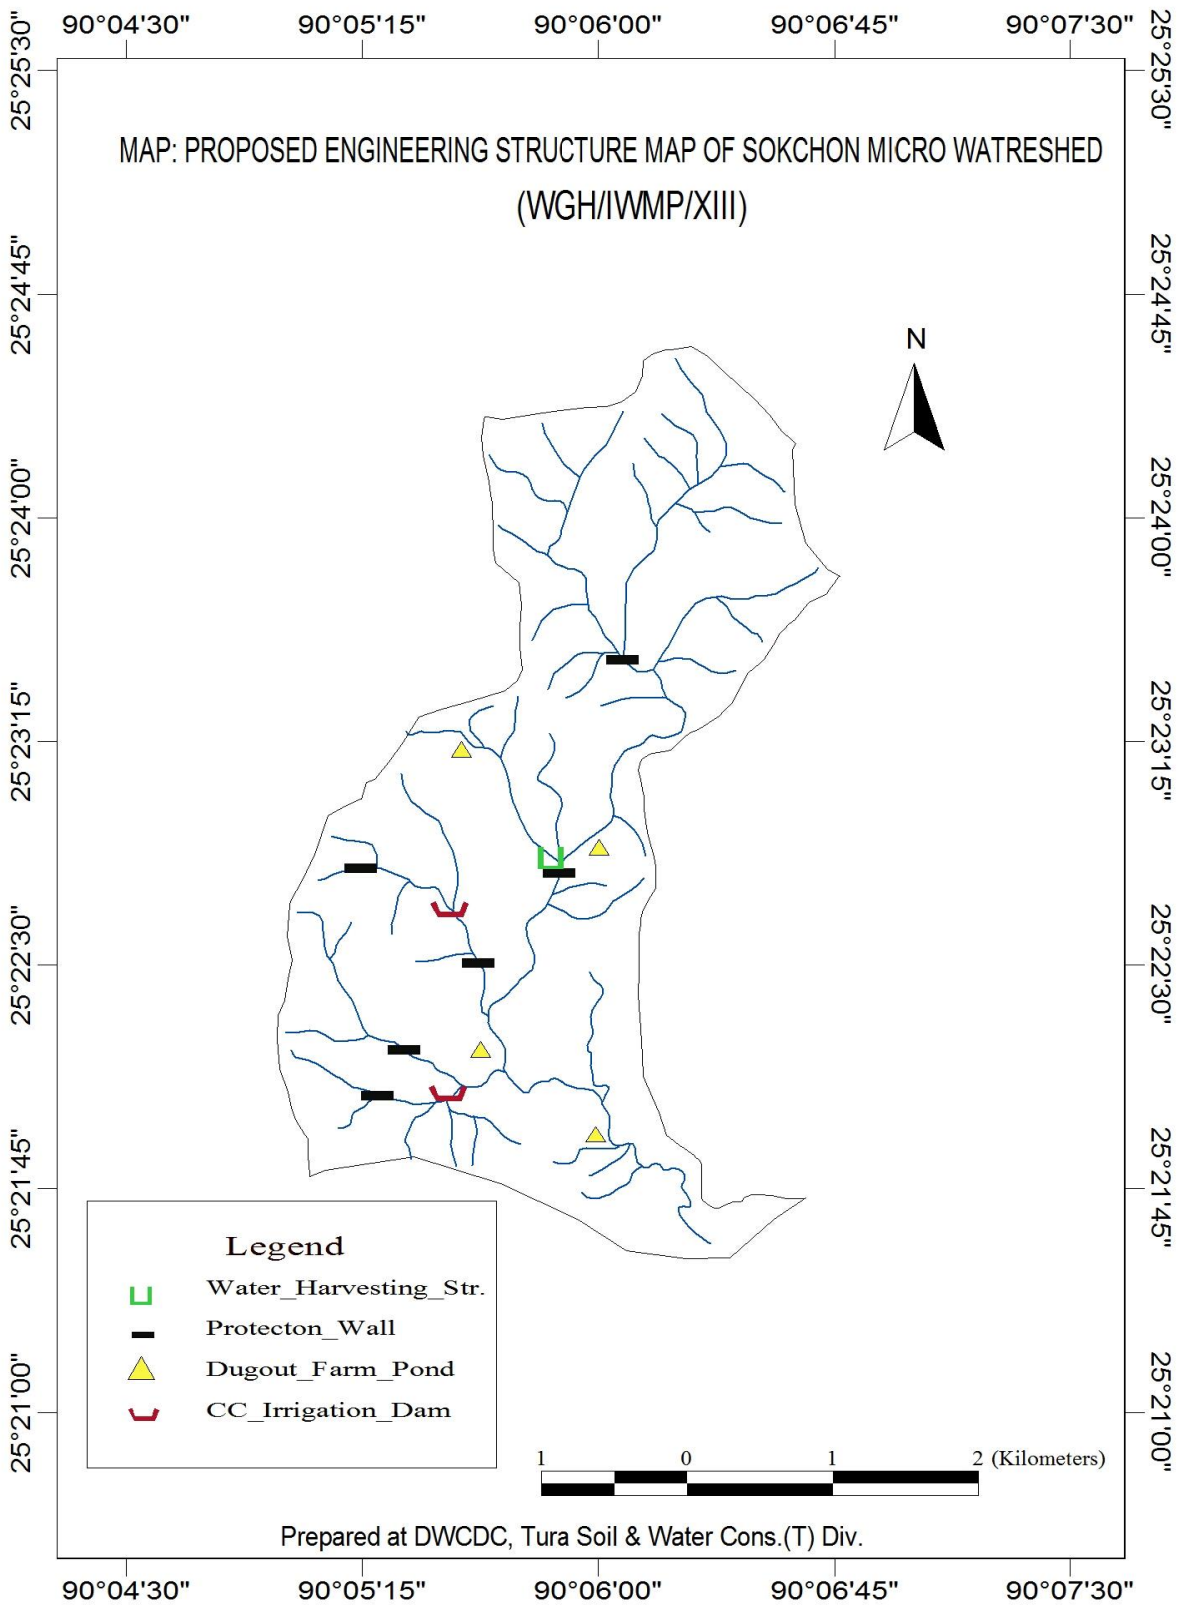 90°04'30" 90°05'15" 90°06'00" 90°06'45" 90°07'30"
25°25'30" 25°25'30"
MAP: PROPOSED ENGINEERING STRUCTURE MAP OF SOKCHON MICRO WATRESHED
(WGH/IWMP/XIII)
25°24'45" 25°24'45"
N
25°24'00" 25°24'00"
25°23'15" 25°23'15"
25°22'30" 25°22'30"
25°21'45" 25°21'45"
Legend
Water_Harvesting_Str.
Protecton_Wall
Dugout_Farm_Pond
CC_Irrigation_Dam
25°21'00" 25°21'00"
1 0 1 2 (Kilometers)
Prepared at DWCDC, Tura Soil & Water Cons.(T) Div.
90°04'30" 90°05'15" 90°06'00" 90°06'45" 90°07'30"